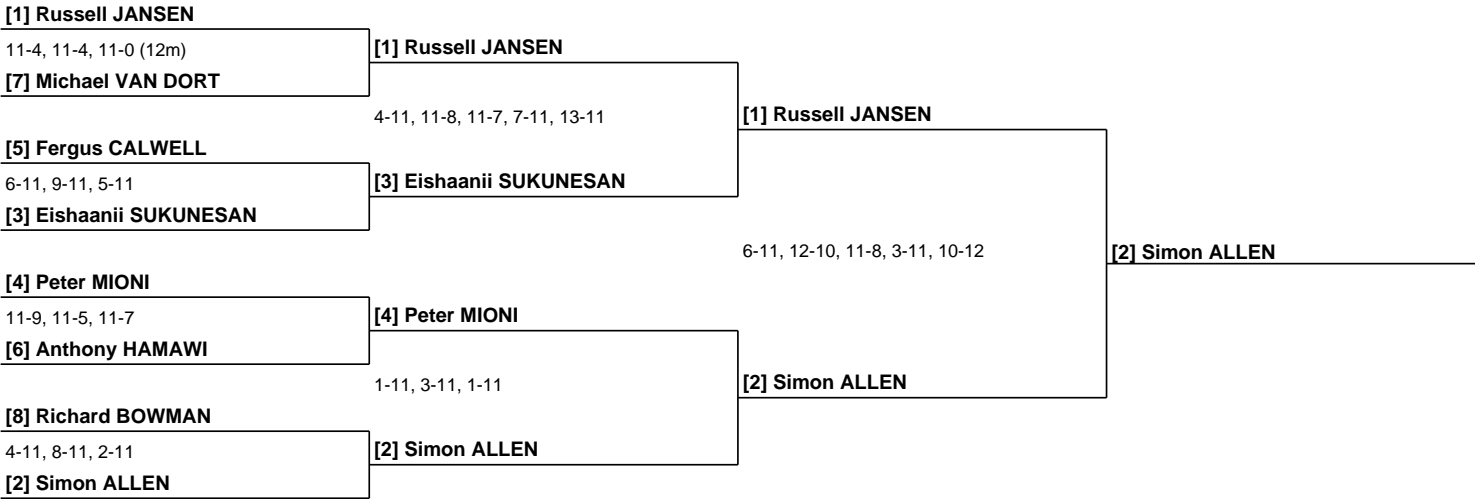 [1] Russell JANSEN
11-4, 11-4, 11-0 (12m)
[7] Michael VAN DORT
[5] Fergus CALWELL
6-11, 9-11, 5-11
[3] Eishaanii SUKUNESAN
[4] Peter MIONI
11-9, 11-5, 11-7
[6] Anthony HAMAWI
[8] Richard BOWMAN
4-11, 8-11, 2-11
[2] Simon ALLEN
[1] Russell JANSEN
4-11, 11-8, 11-7, 7-11, 13-11
[3] Eishaanii SUKUNESAN
[4] Peter MIONI
1-11, 3-11, 1-11
[2] Simon ALLEN
[1] Russell JANSEN
6-11, 12-10, 11-8, 3-11, 10-12
[2] Simon ALLEN
[2] Simon ALLEN